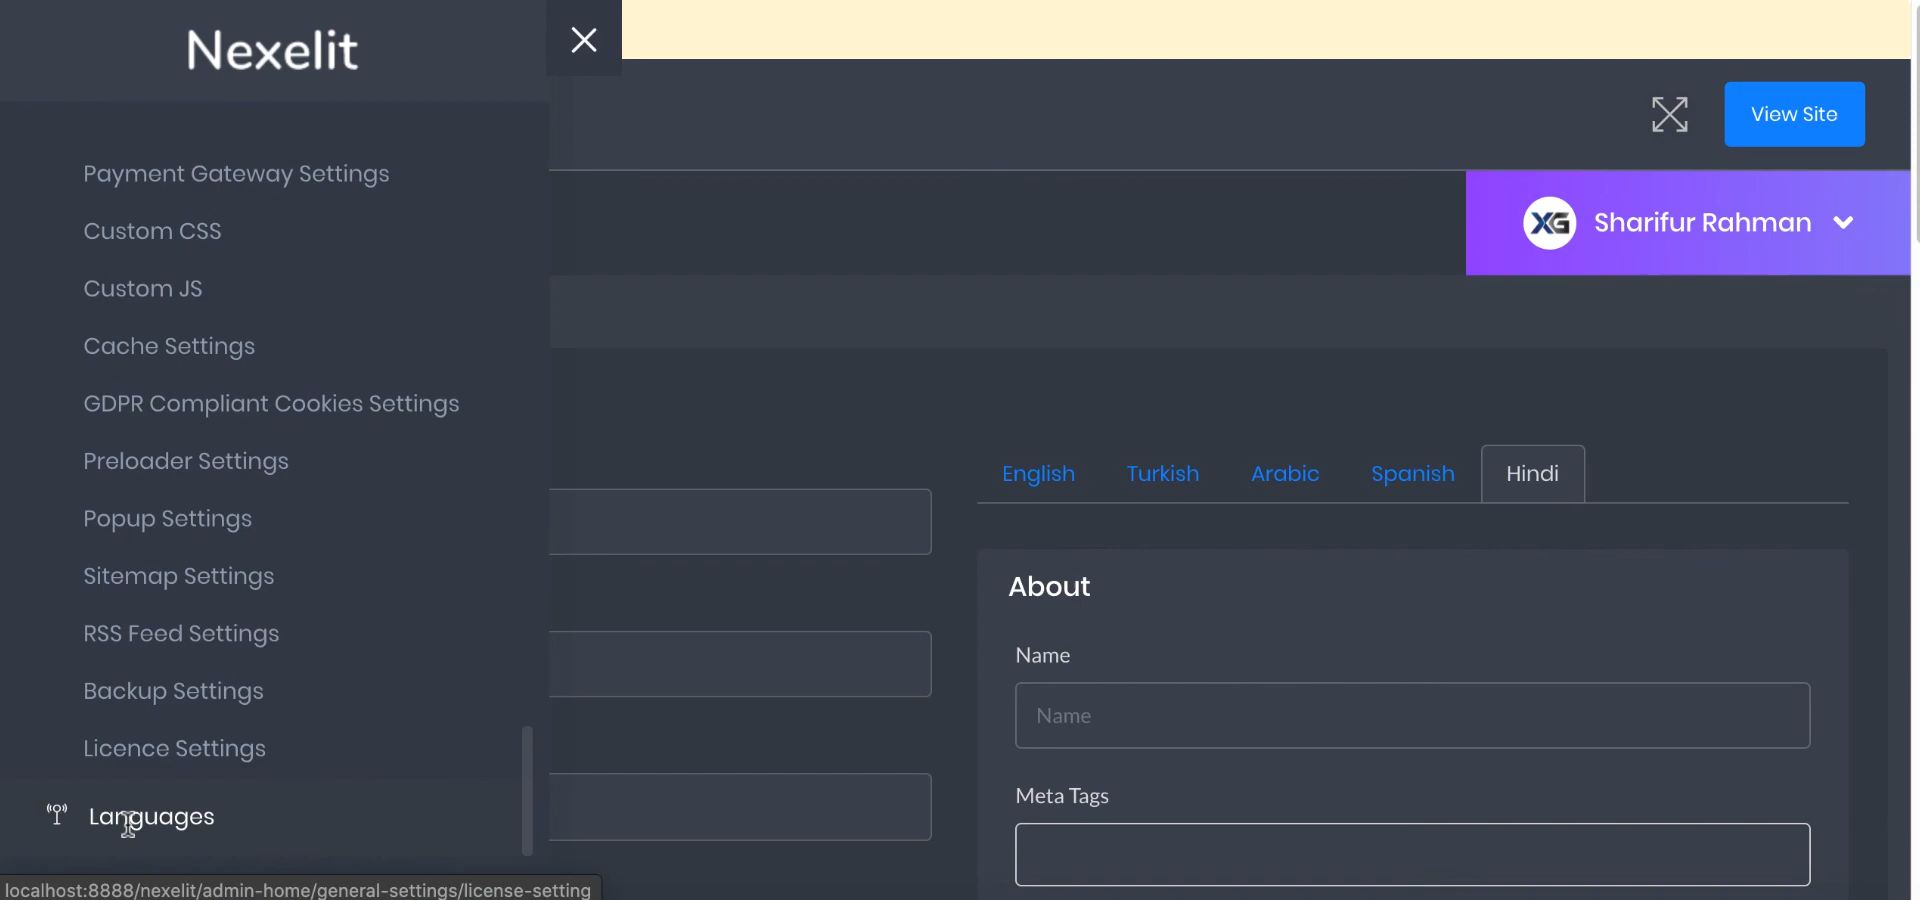 Nexelit
View Site
Payment Gateway Settings
Custom CSS
XG Sharifur Rahman
Custom JS
Cache Settings
GDPR Compliant Cookies Settings
Preloader Settings
English Turkish Arabic Spanish Hindi
Popup Settings
Sitemap Settings
About
RSS Feed Settings
Name
Backup Settings
Name
Licence Settings
Meta Tags
Languages
localhost:8888/nexelit/admin-home/general-settings/license-setting